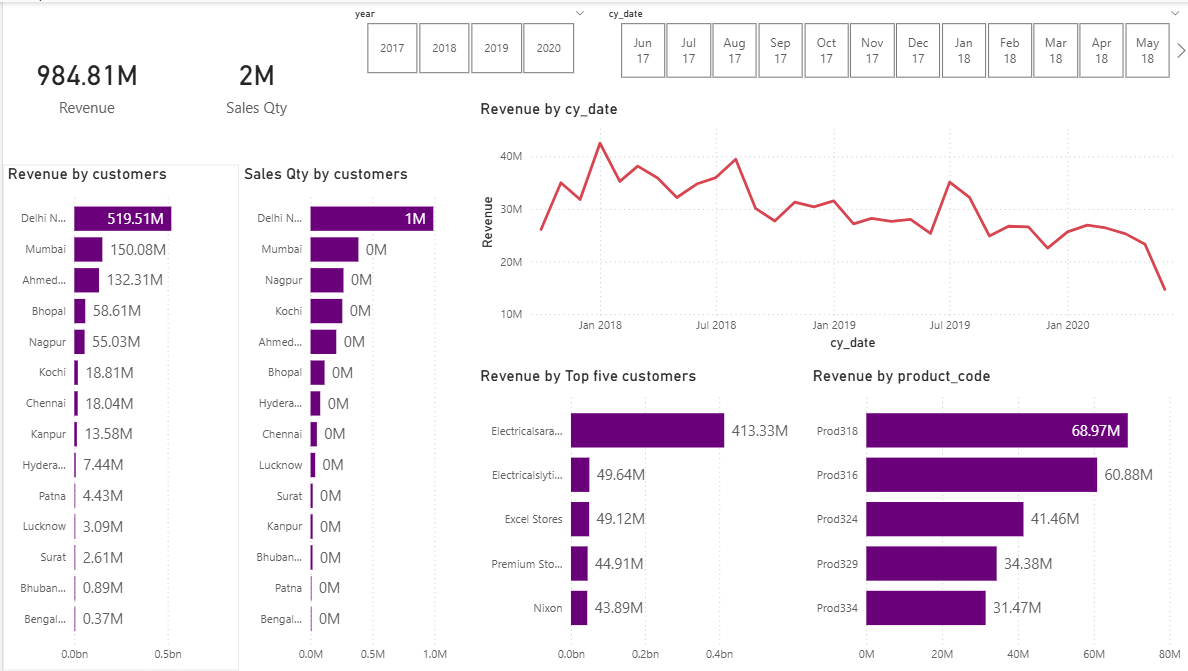 year
2017 2018 2019 2020
cy_date
Jun 17 Jul 17 Aug 17 Sep 17 Oct 17 Nov 17 Dec 17 Jan 18 Feb 18 Mar 18 Apr 18 May 18
984.81M
Revenue
2M
Sales Qty
Revenue by customers
Delhi N... 519.51M
Mumbai 150.08M
Ahmed... 132.31M
Bhopal 58.61M
Nagpur 55.03M
Kochi 18.81M
Chennai 18.04M
Kanpur 13.58M
Hydera... 7.44M
Patna 4.43M
Lucknow 3.09M
Surat 2.61M
Bhuban... 0.89M
Bengal... 0.37M
0.0bn 0.5bn
Sales Qty by customers
Delhi N... 1M
Mumbai 0M
Nagpur 0M
Kochi 0M
Ahmed... 0M
Bhopal 0M
Hydera... 0M
Chennai 0M
Lucknow 0M
Surat 0M
Kanpur 0M
Bhuban... 0M
Patna 0M
Bengal... 0M
0.0M 0.5M 1.0M
Revenue by cy_date
Revenue
40M
30M
20M
10M
Jan 2018 Jul 2018 Jan 2019 Jul 2019 Jan 2020
cy_date
Revenue by Top five customers
Electricalsara... 413.33M
Electricalslyti... 49.64M
Excel Stores 49.12M
Premium Sto... 44.91M
Nixon 43.89M
0.0bn 0.2bn 0.4bn
Revenue by product_code
Prod318 68.97M
Prod316 60.88M
Prod324 41.46M
Prod329 34.38M
Prod334 31.47M
0M 20M 40M 60M 80M